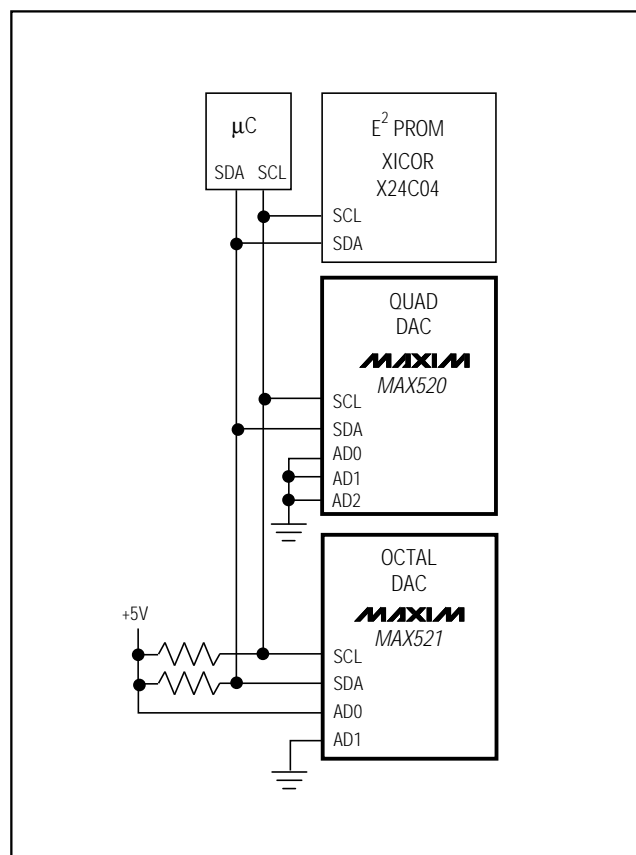 μC
SDA SCL
E² PROM
XICOR
X24C04
SCL
SDA
QUAD
DAC
MAXIM
MAX520
SCL
SDA
AD0
AD1
AD2
OCTAL
DAC
MAXIM
MAX521
+5V
SCL
SDA
AD0
AD1